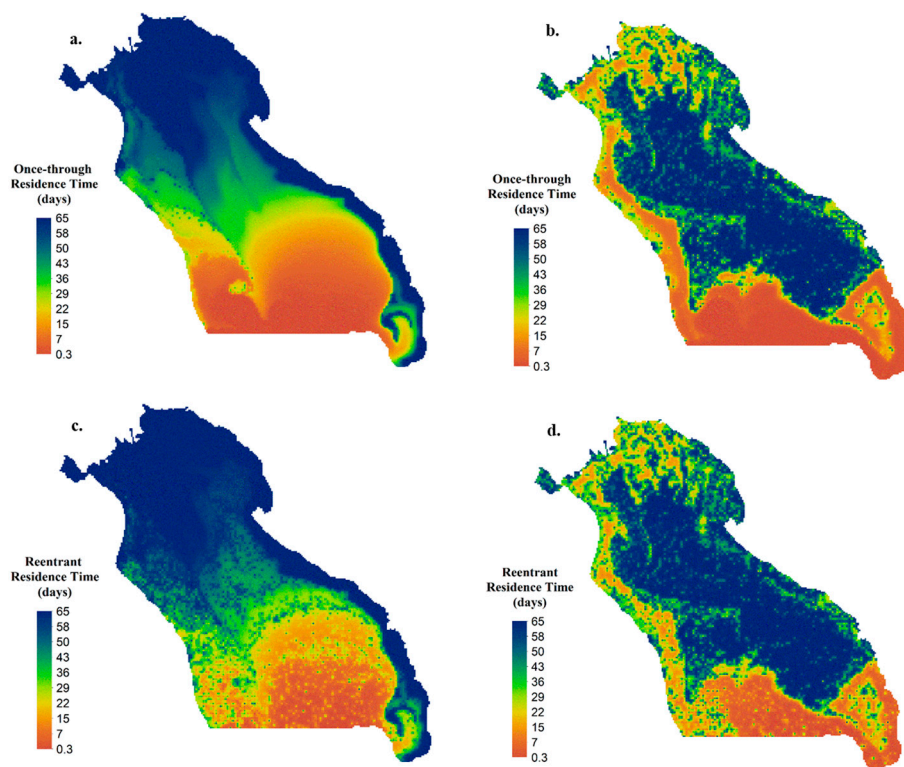 a.
Once-through
Residence Time
(days)
65
58
50
43
36
29
22
15
7
0.3
b.
Once-through
Residence Time
(days)
65
58
50
43
36
29
22
15
7
0.3
c.
Reentrant
Residence Time
(days)
65
58
50
43
36
29
22
15
7
0.3
d.
Reentrant
Residence Time
(days)
65
58
50
43
36
29
22
15
7
0.3